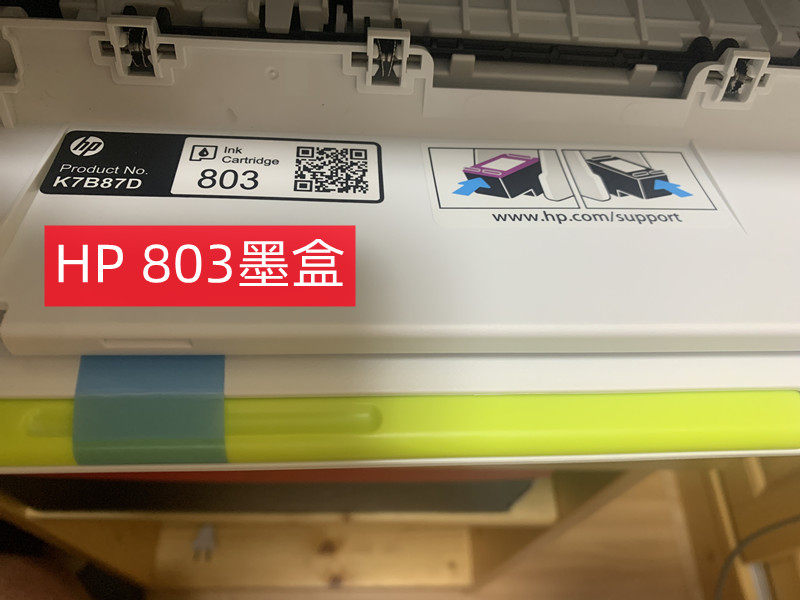 hp
Product No.
K7B87D
Ink
Cartridge
803
www.hp.com/support
HP 803墨盒